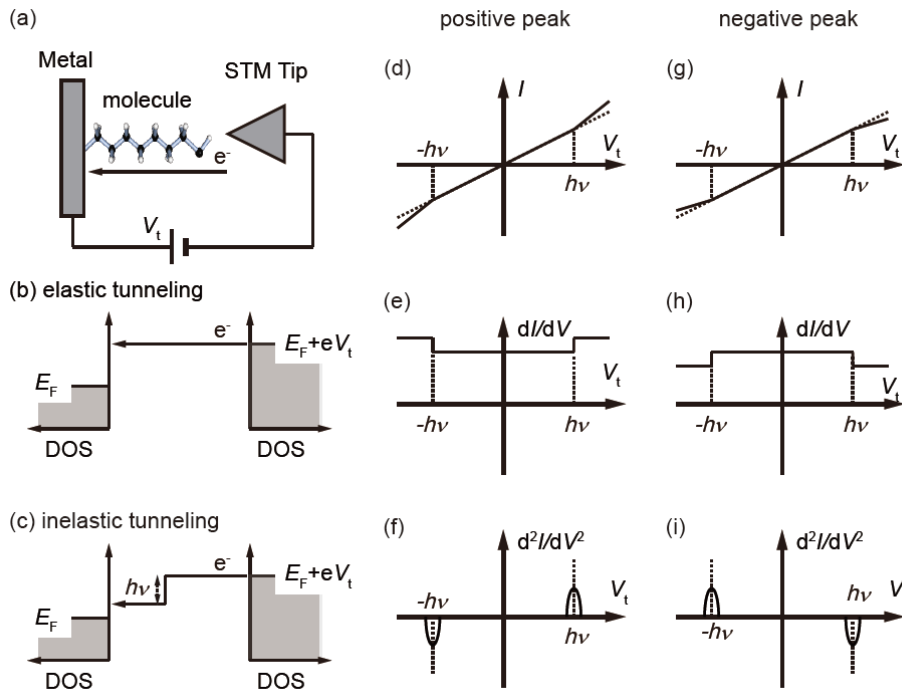 positive peak
negative peak
(a)
Metal
STM Tip
molecule
e-
Vt
(b) elastic tunneling
e-
EF+eVt
EF
DOS
DOS
(c) inelastic tunneling
e-
hν
EF+eVt
EF
DOS
DOS
(d)
I
-hν
Vt
hν
(e)
dI/dV
Vt
-hν
hν
(f)
d²I/dV²
-hν
Vt
hν
(g)
I
-hν
Vt
hν
(h)
dI/dV
Vt
-hν
hν
(i)
d²I/dV²
hν
V
-hν